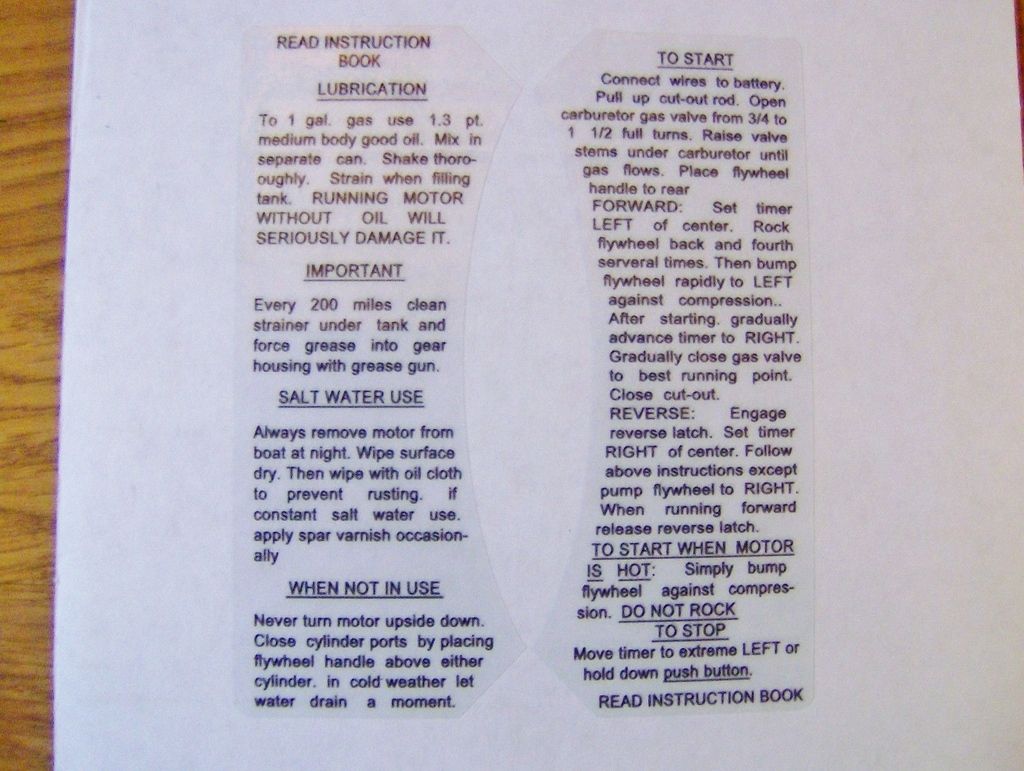 READ INSTRUCTION
BOOK
LUBRICATION
To 1 gal. gas use 1.3 pt.
medium body good oil. Mix in
separate can. Shake thoro-
oughly. Strain when filling
tank. RUNNING MOTOR
WITHOUT OIL WILL
SERIOUSLY DAMAGE IT.
IMPORTANT
Every 200 miles clean
strainer under tank and
force grease into gear
housing with grease gun.
SALT WATER USE
Always remove motor from
boat at night. Wipe surface
dry. Then wipe with oil cloth
to prevent rusting. if
constant salt water use.
apply spar varnish occasion-
ally
WHEN NOT IN USE
Never turn motor upside down.
Close cylinder ports by placing
flywheel handle above either
cylinder. in cold weather let
water drain a moment.
TO START
Connect wires to battery.
Pull up cut-out rod. Open
carburetor gas valve from 3/4 to
1 1/2 full turns. Raise valve
stems under carburetor until
gas flows. Place flywheel
handle to rear
FORWARD: Set timer
LEFT of center. Rock
flywheel back and fourth
serveral times. Then bump
flywheel rapidly to LEFT
against compression..
After starting. gradually
advance timer to RIGHT.
Gradually close gas valve
to best running point.
Close cut-out.
REVERSE: Engage
reverse latch. Set timer
RIGHT of center. Follow
above instructions except
pump flywheel to RIGHT.
When running forward
release reverse latch.
TO START WHEN MOTOR
IS HOT: Simply bump
flywheel against compres-
sion. DO NOT ROCK
TO STOP
Move timer to extreme LEFT or
hold down push button.
READ INSTRUCTION BOOK